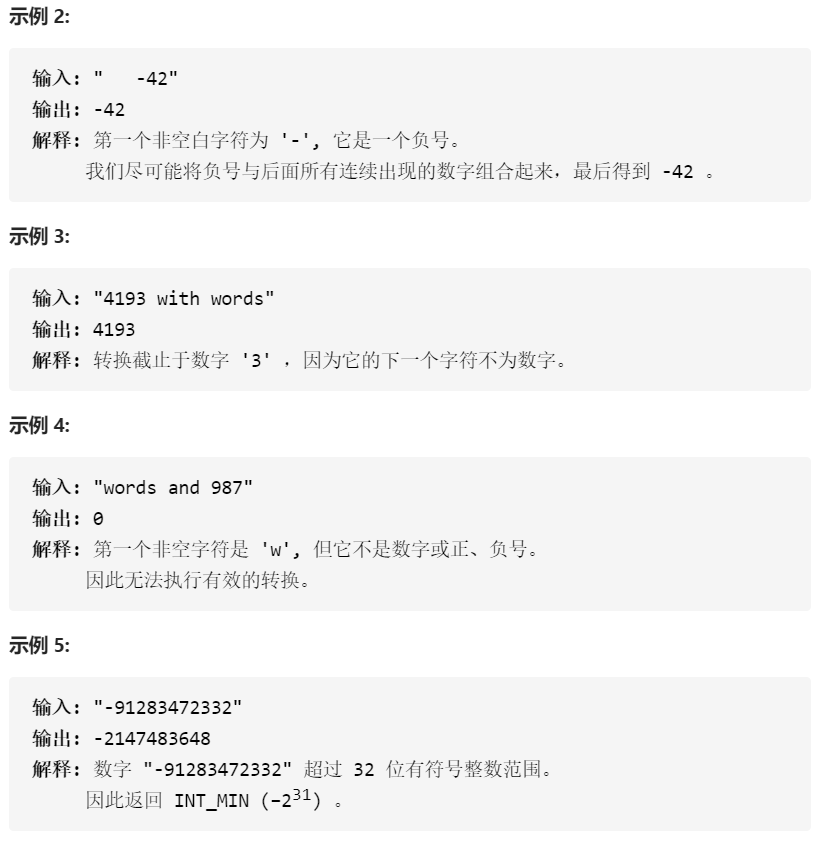 示例 2:
输入: "   -42"
输出: -42
解释: 第一个非空白字符为 '-', 它是一个负号。
我们尽可能将负号与后面所有连续出现的数字组合起来，最后得到 -42 。
示例 3:
输入: "4193 with words"
输出: 4193
解释: 转换截止于数字 '3' ，因为它的下一个字符不为数字。
示例 4:
输入: "words and 987"
输出: 0
解释: 第一个非空字符是 'w', 但它不是数字或正、负号。
因此无法执行有效的转换。
示例 5:
输入: "-91283472332"
输出: -2147483648
解释: 数字 "-91283472332" 超过 32 位有符号整数范围。
因此返回 INT_MIN (−2³¹) 。